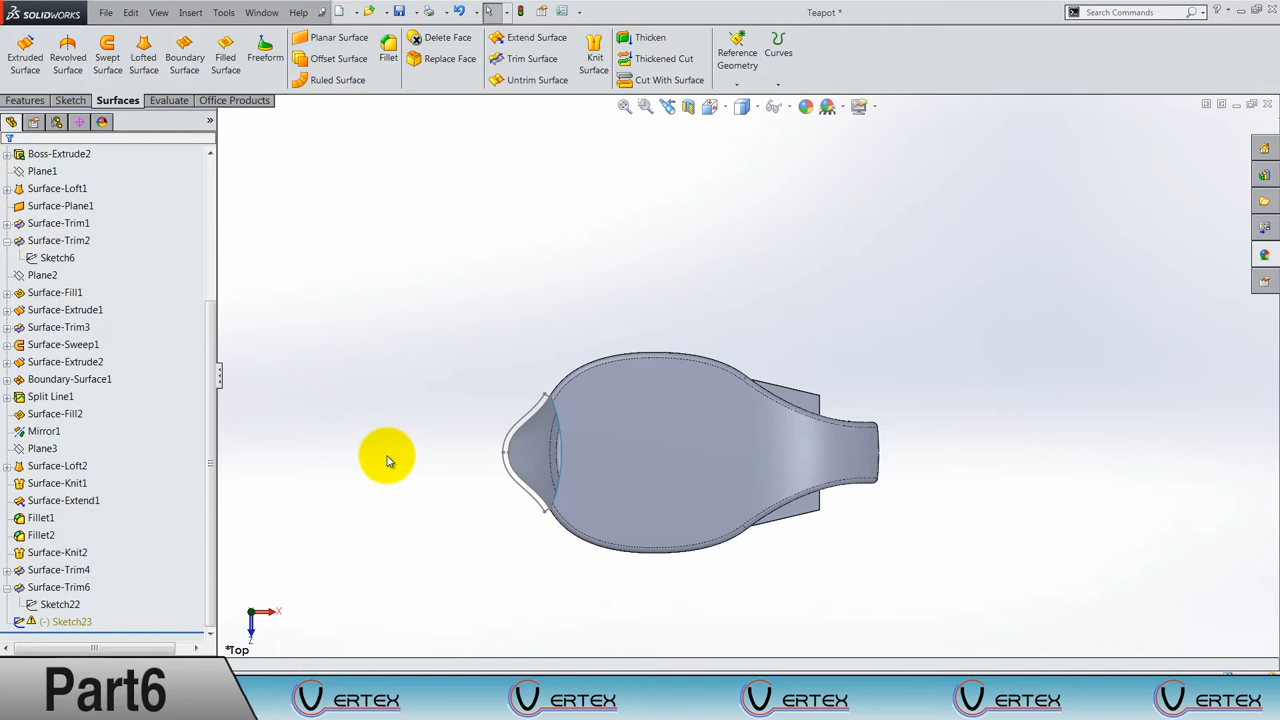 SOLIDWORKS
File Edit View Insert Tools Window Help
Teapot *
Search Commands
Extruded Surface
Revolved Surface
Swept Surface
Lofted Surface
Boundary Surface
Filled Surface
Freeform
Planar Surface
Offset Surface
Ruled Surface
Fillet
Delete Face
Replace Face
Extend Surface
Trim Surface
Untrim Surface
Knit Surface
Thicken
Thickened Cut
Cut With Surface
Reference Geometry
Curves
Features Sketch Surfaces Evaluate Office Products
Boss-Extrude2
Plane1
Surface-Loft1
Surface-Plane1
Surface-Trim1
Surface-Trim2
Sketch6
Plane2
Surface-Fill1
Surface-Extrude1
Surface-Trim3
Surface-Sweep1
Surface-Extrude2
Boundary-Surface1
Split Line1
Surface-Fill2
Mirror1
Plane3
Surface-Loft2
Surface-Knit1
Surface-Extend1
Fillet1
Fillet2
Surface-Knit2
Surface-Trim4
Surface-Trim6
Sketch22
(-) Sketch23
X
Z
*Top
Part6
VERTEX VERTEX VERTEX VERTEX VERTEX